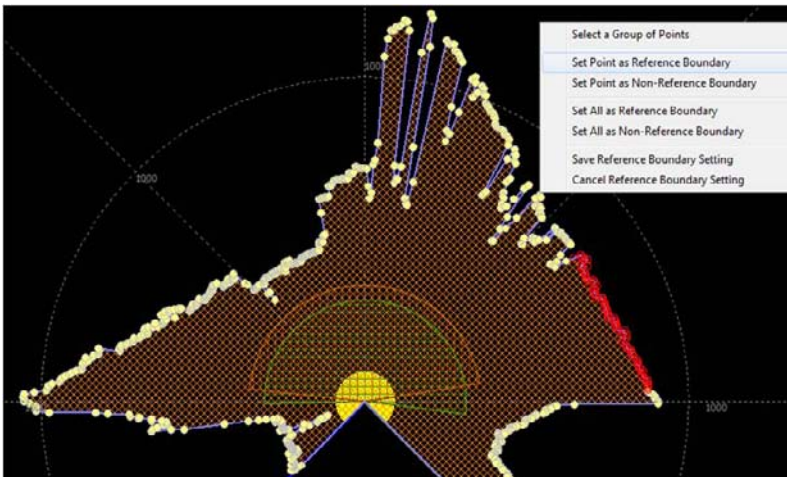 Select a Group of Points
Set Point as Reference Boundary
Set Point as Non-Reference Boundary
Set All as Reference Boundary
Set All as Non-Reference Boundary
Save Reference Boundary Setting
Cancel Reference Boundary Setting
1000
1000